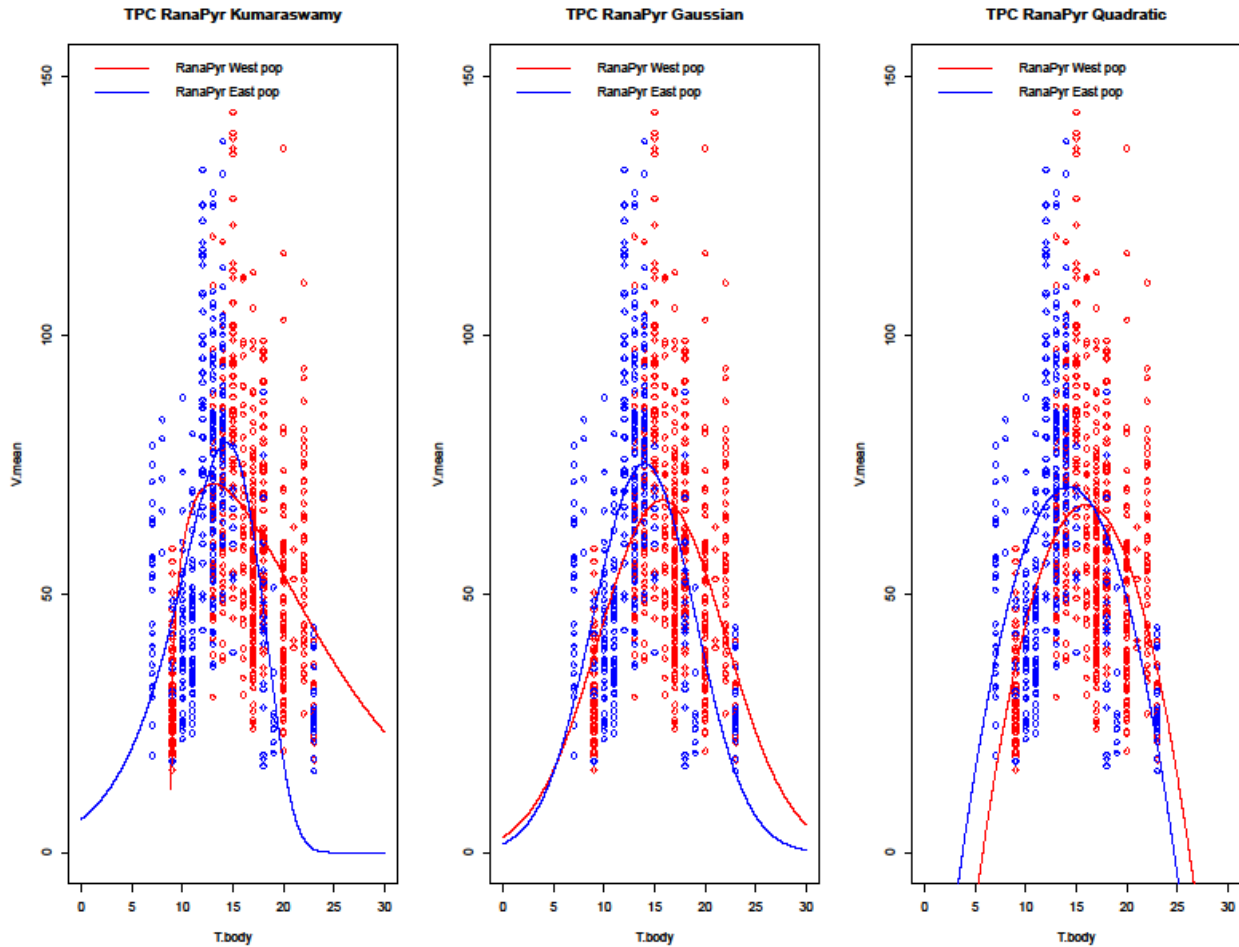 TPC RanaPyr Kumaraswamy
RanaPyr West pop
RanaPyr East pop
V.mean
0
50
100
150
0 5 10 15 20 25 30
T.body
TPC RanaPyr Gaussian
RanaPyr West pop
RanaPyr East pop
V.mean
0
50
100
150
0 5 10 15 20 25 30
T.body
TPC RanaPyr Quadratic
RanaPyr West pop
RanaPyr East pop
V.mean
0
50
100
150
0 5 10 15 20 25 30
T.body